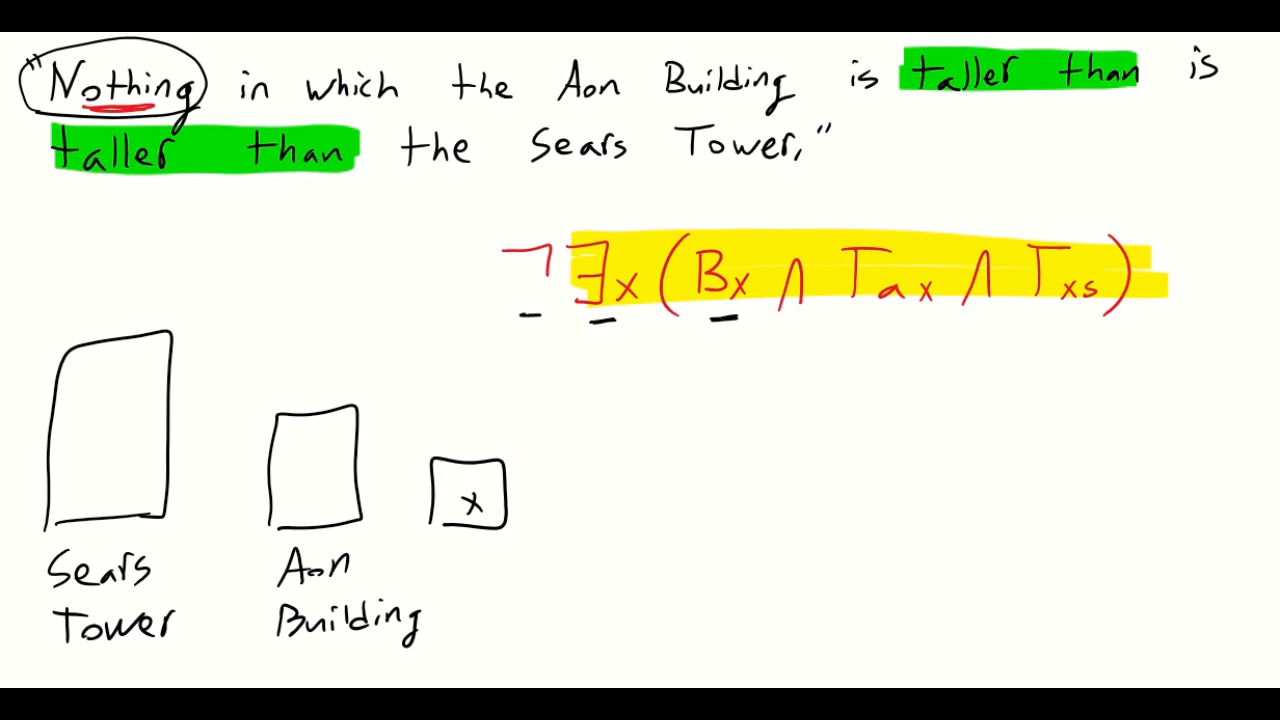 "Nothing in which the Aon Building is taller than is
taller than the Sears Tower,"
¬∃x(Bx ∧ Tax ∧ Txs)
x
Sears
Tower
Aon
Building